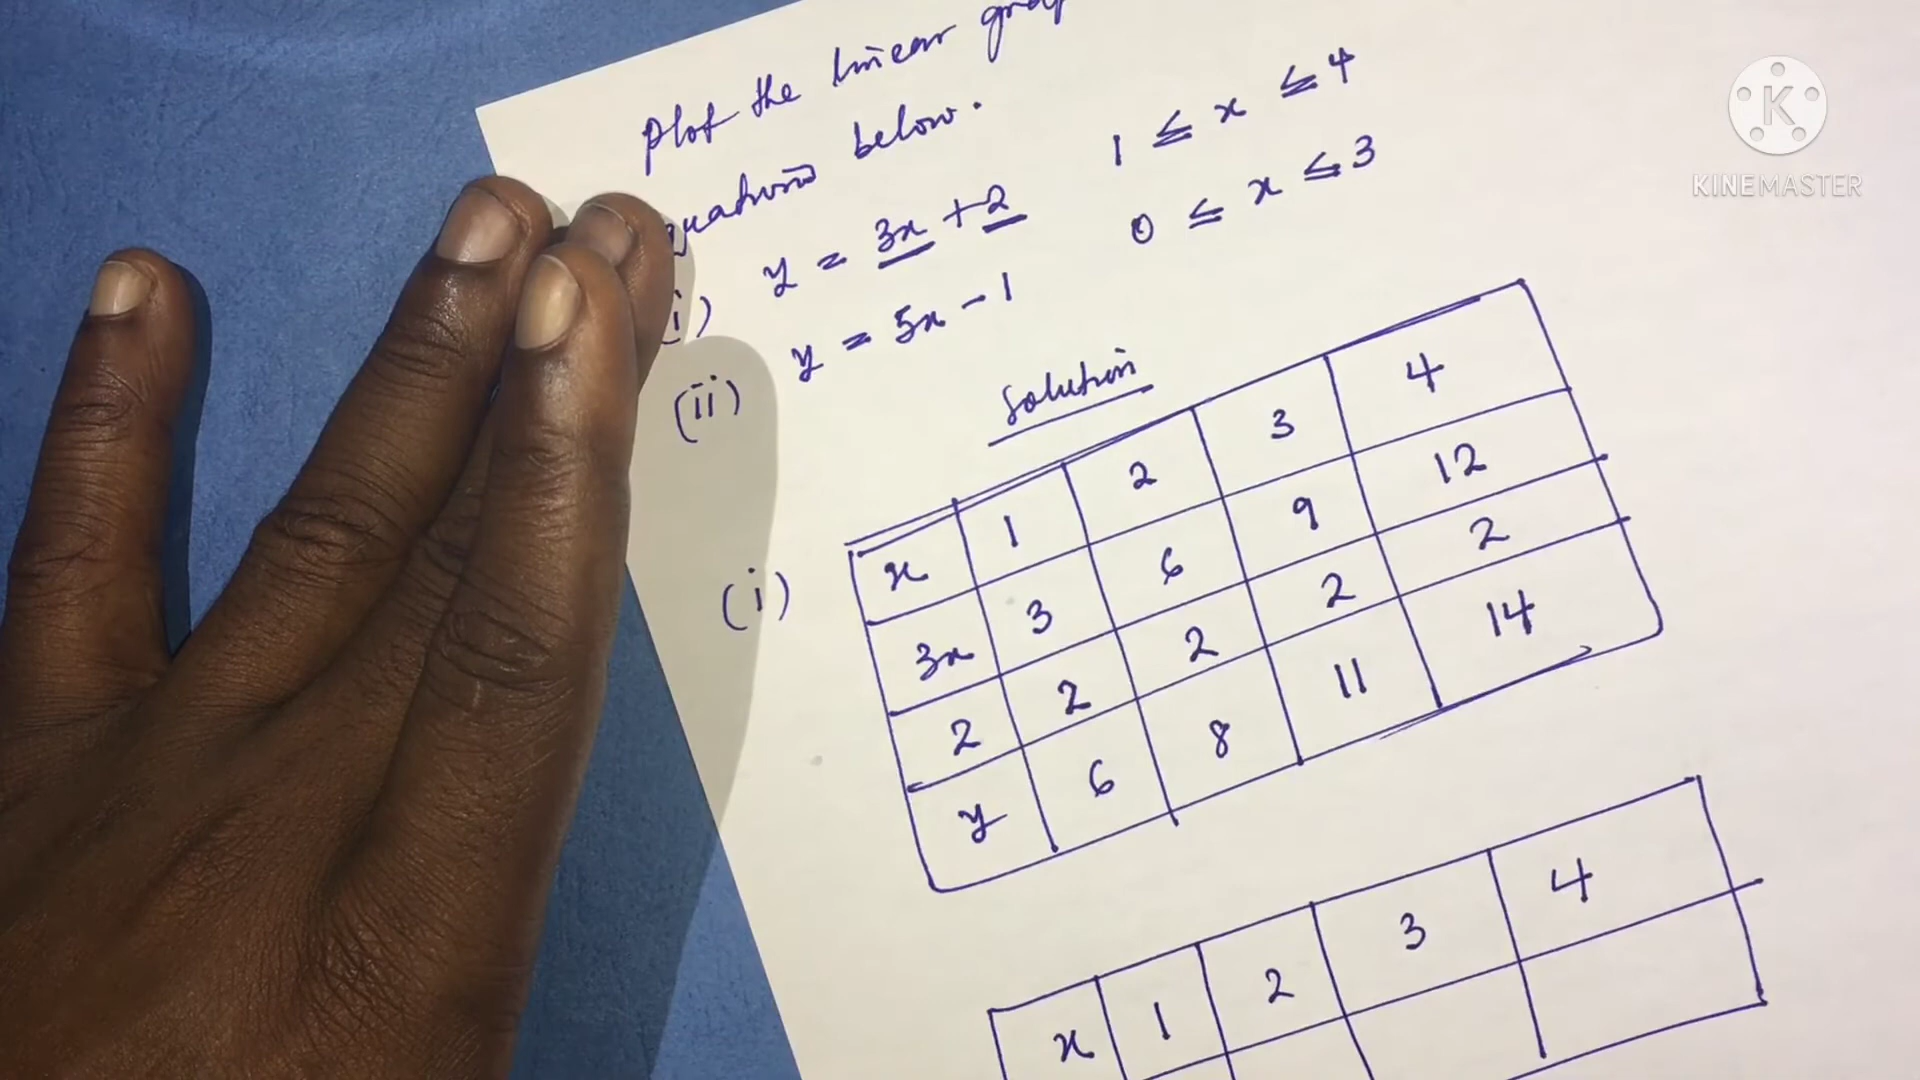 Plot the linear
below.
(i) y = 3x + 2 1 ≤ x ≤ 4
(ii) y = 5x - 1 0 ≤ x ≤ 3
Solution
(i)
x 1 2 3 4
3x 3 6 9 12
2 2 2 2 2
y 6 8 11 14
x 1 2 3 4
K
KINEMASTER